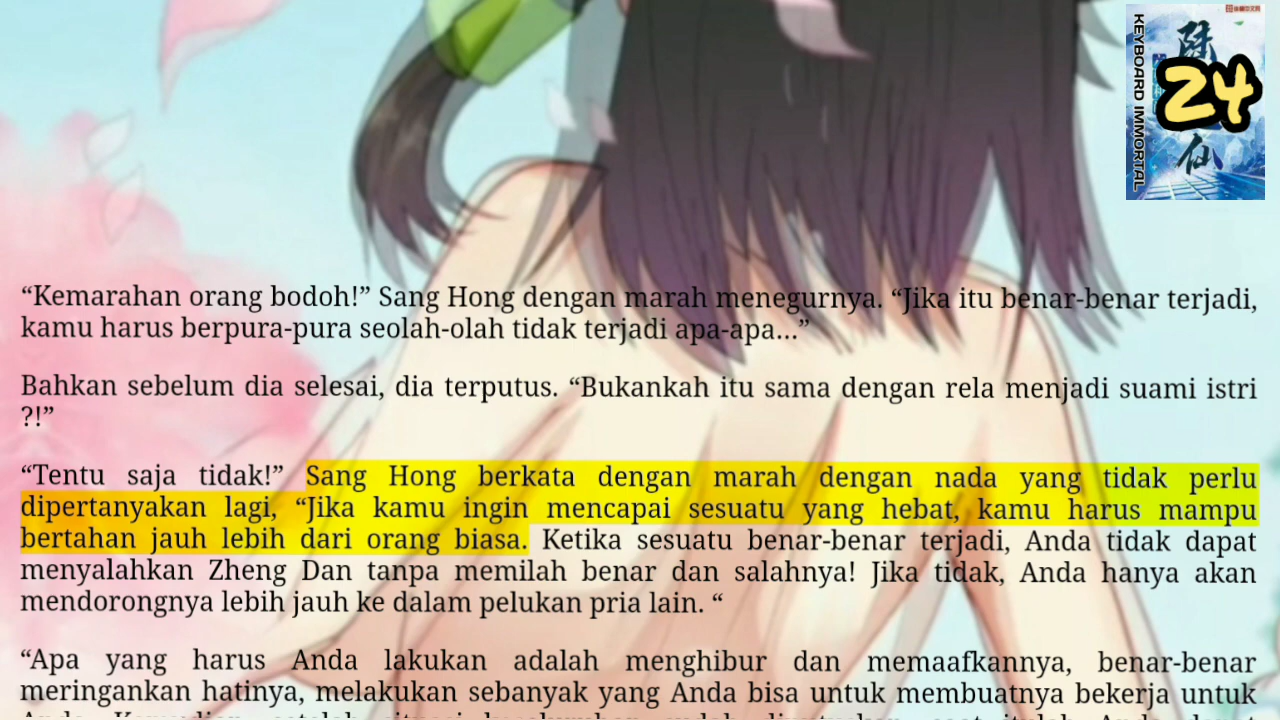 KEYBOARD IMMORTAL
24
仙
“Kemarahan orang bodoh!” Sang Hong dengan marah menegurnya. “Jika itu benar-benar terjadi,
kamu harus berpura-pura seolah-olah tidak terjadi apa-apa...”
Bahkan sebelum dia selesai, dia terputus. “Bukankah itu sama dengan rela menjadi suami istri
?!”
“Tentu saja tidak!” Sang Hong berkata dengan marah dengan nada yang tidak perlu
dipertanyakan lagi, “Jika kamu ingin mencapai sesuatu yang hebat, kamu harus mampu
bertahan jauh lebih dari orang biasa. Ketika sesuatu benar-benar terjadi, Anda tidak dapat
menyalahkan Zheng Dan tanpa memilah benar dan salahnya! Jika tidak, Anda hanya akan
mendorongnya lebih jauh ke dalam pelukan pria lain. “
“Apa yang harus Anda lakukan adalah menghibur dan memaafkannya, benar-benar
meringankan hatinya, melakukan sebanyak yang Anda bisa untuk membuatnya bekerja untuk